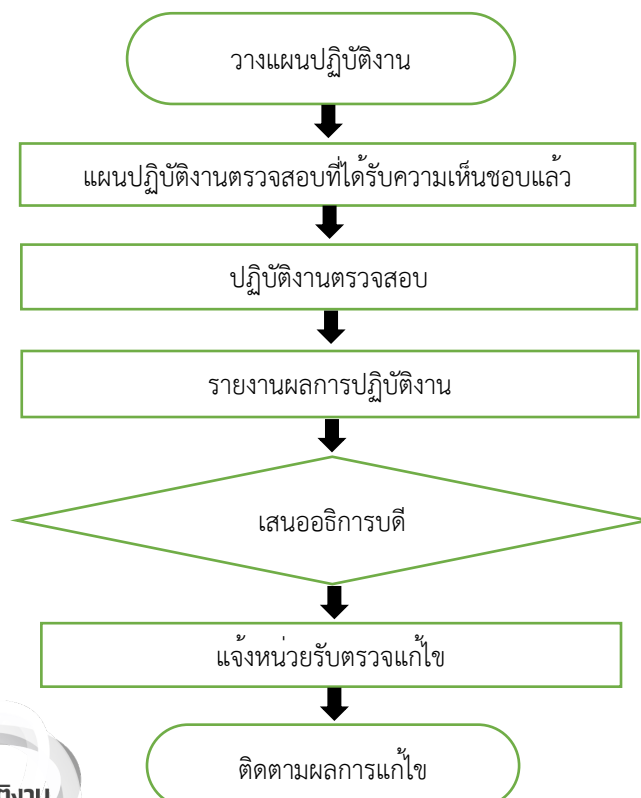 วางแผนปฏิบัติงาน
แผนปฏิบัติงานตรวจสอบที่ได้รับความเห็นชอบแล้ว
ปฏิบัติงานตรวจสอบ
รายงานผลการปฏิบัติงาน
เสนออธิการบดี
แจ้งหน่วยรับตรวจแก้ไข
ติดตามผลการแก้ไข